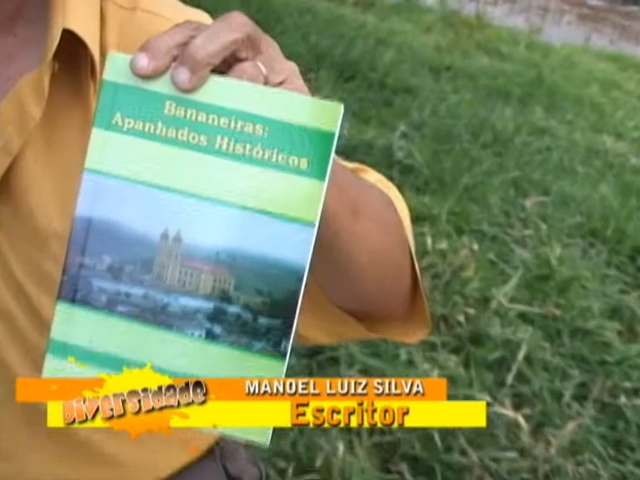 Bananeiras:
Apanhados Históricos
Diversidade
MANOEL LUIZ SILVA
Escritor